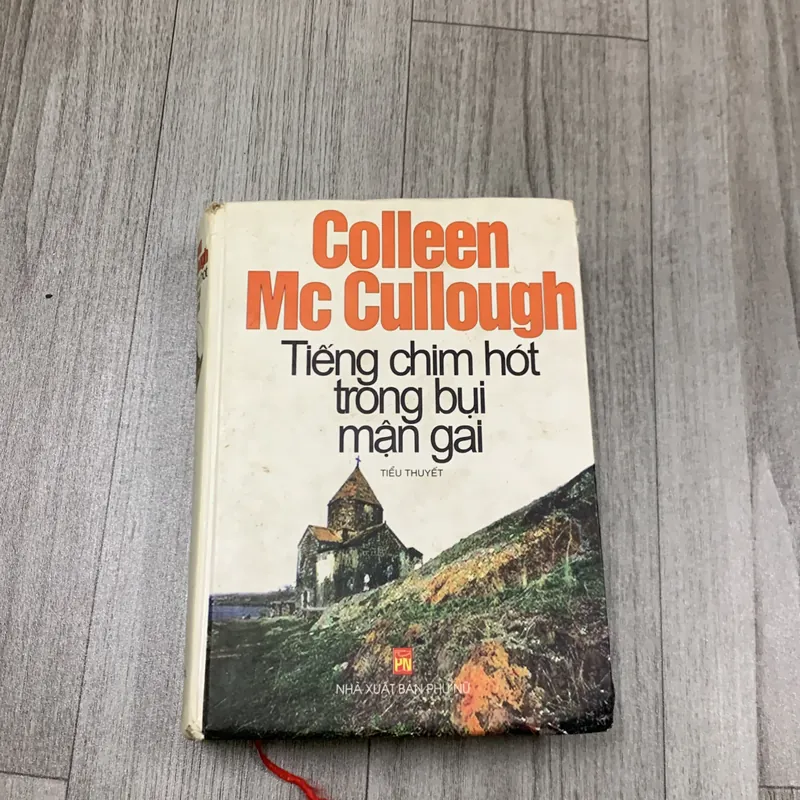 Colleen
Mc Cullough
Tiếng chim hót
trong bụi
mận gai
TIỂU THUYẾT
PN
NHÀ XUẤT BẢN PHỤ NỮ